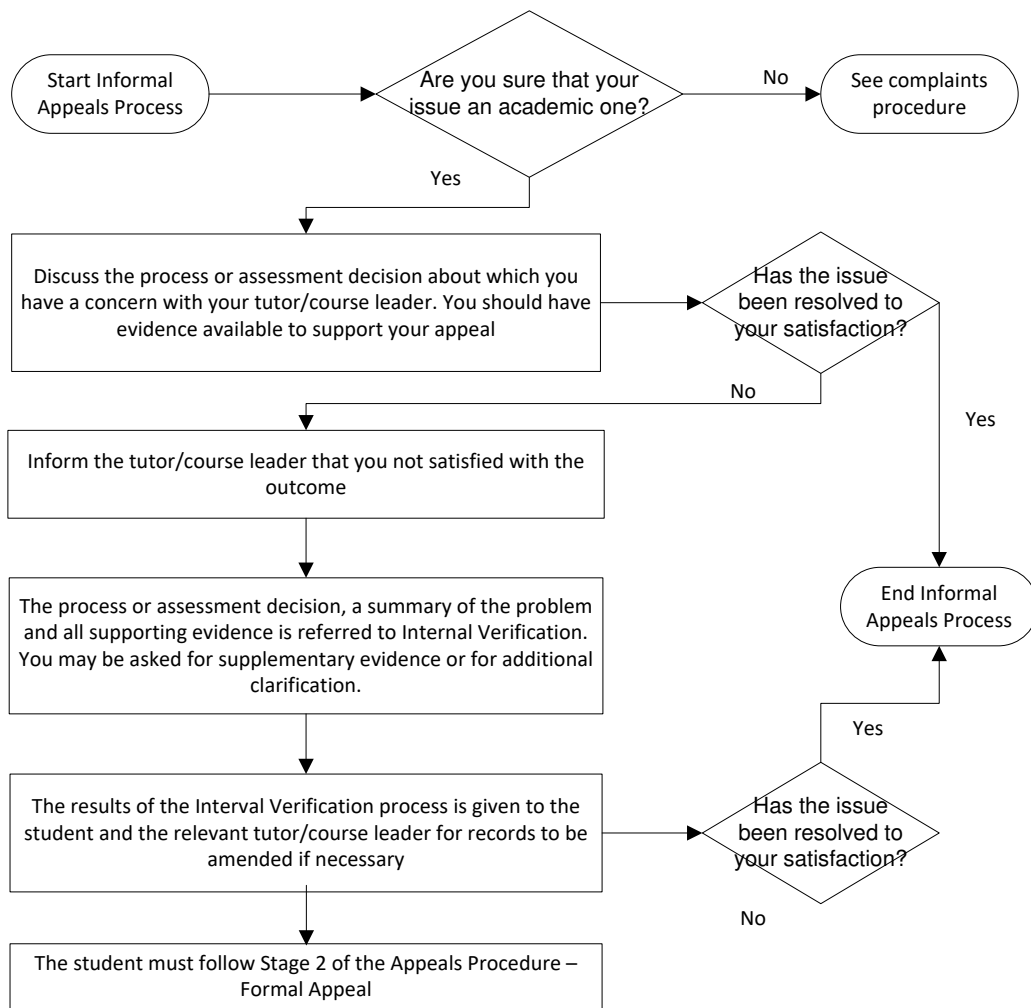 Start Informal
Appeals Process
Are you sure that your
issue an academic one?
No
See complaints
procedure
Yes
Discuss the process or assessment decision about which you
have a concern with your tutor/course leader. You should have
evidence available to support your appeal
Has the issue
been resolved to
your satisfaction?
No
Yes
Inform the tutor/course leader that you not satisfied with the
outcome
The process or assessment decision, a summary of the problem
and all supporting evidence is referred to Internal Verification.
You may be asked for supplementary evidence or for additional
clarification.
End Informal
Appeals Process
Yes
The results of the Interval Verification process is given to the
student and the relevant tutor/course leader for records to be
amended if necessary
Has the issue
been resolved to
your satisfaction?
No
The student must follow Stage 2 of the Appeals Procedure –
Formal Appeal